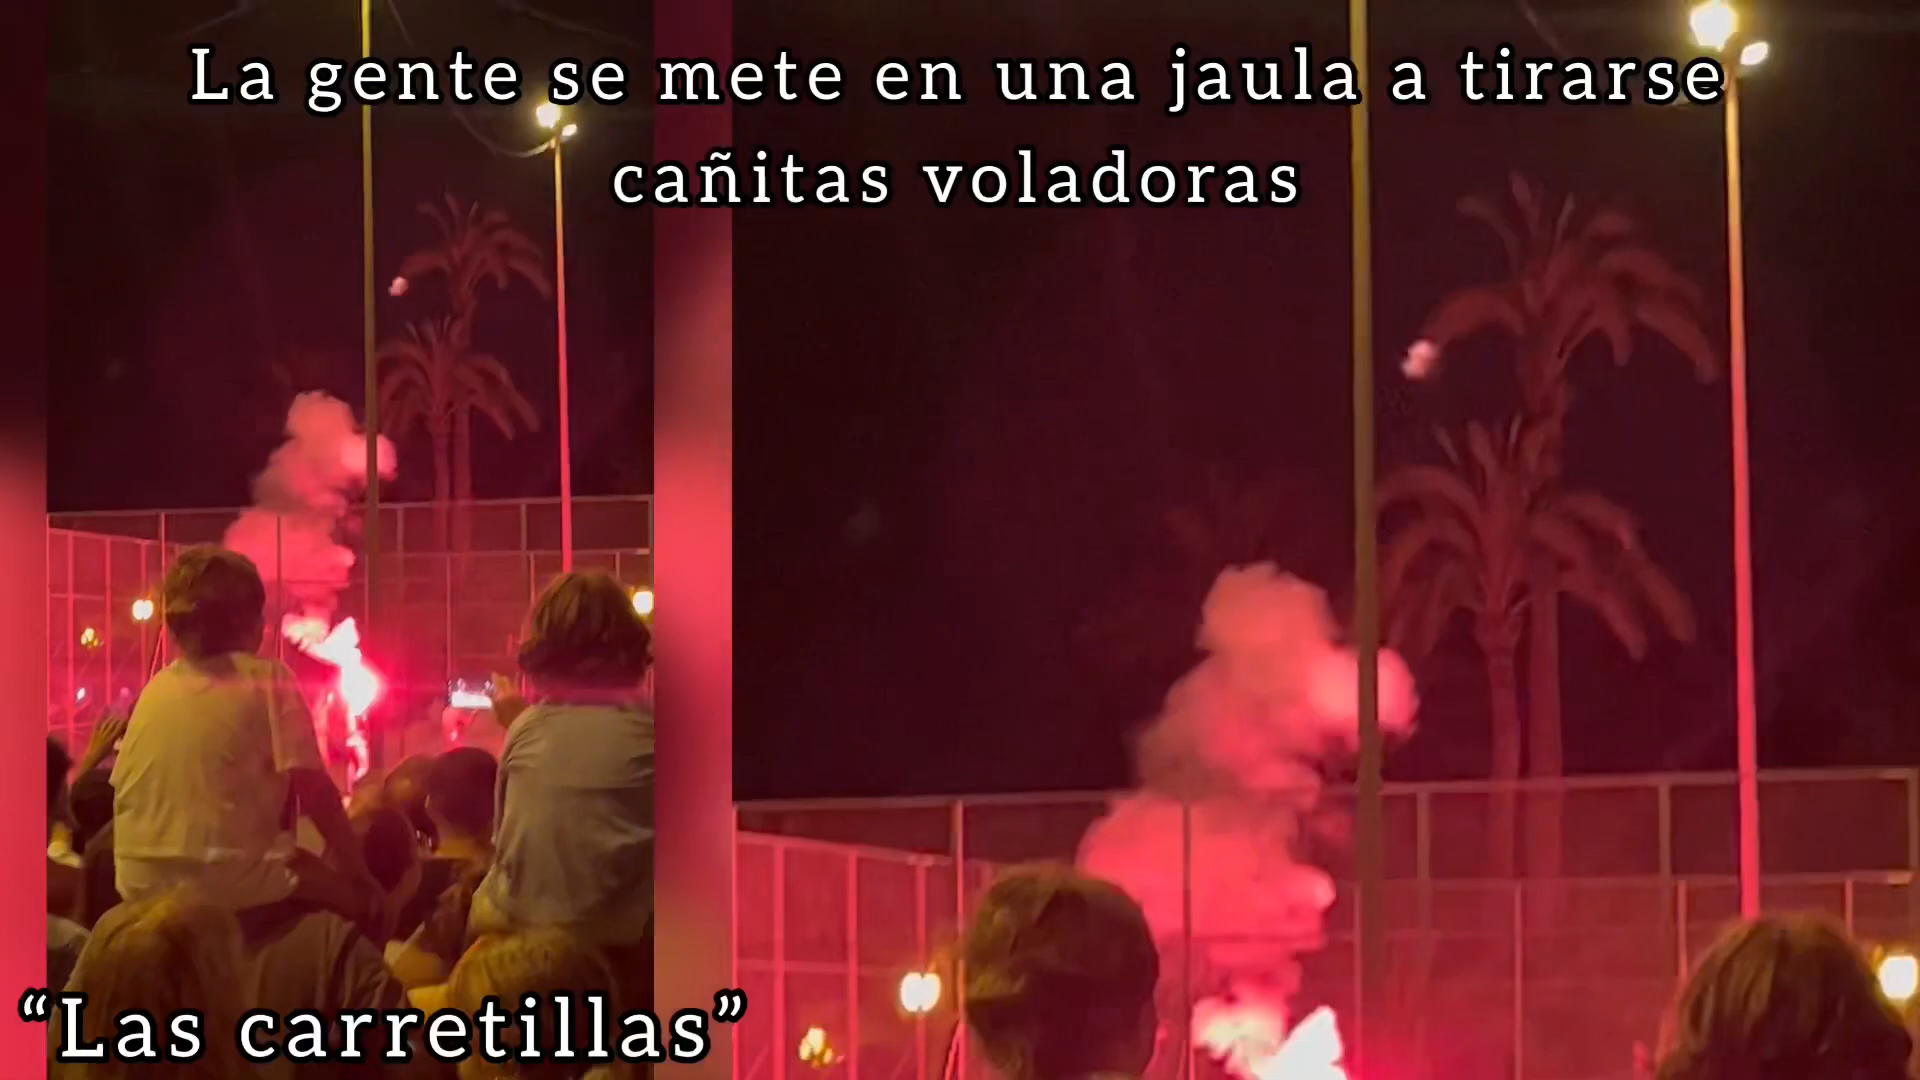 La gente se mete en una jaula a tirarse
cañitas voladoras
“Las carretillas”